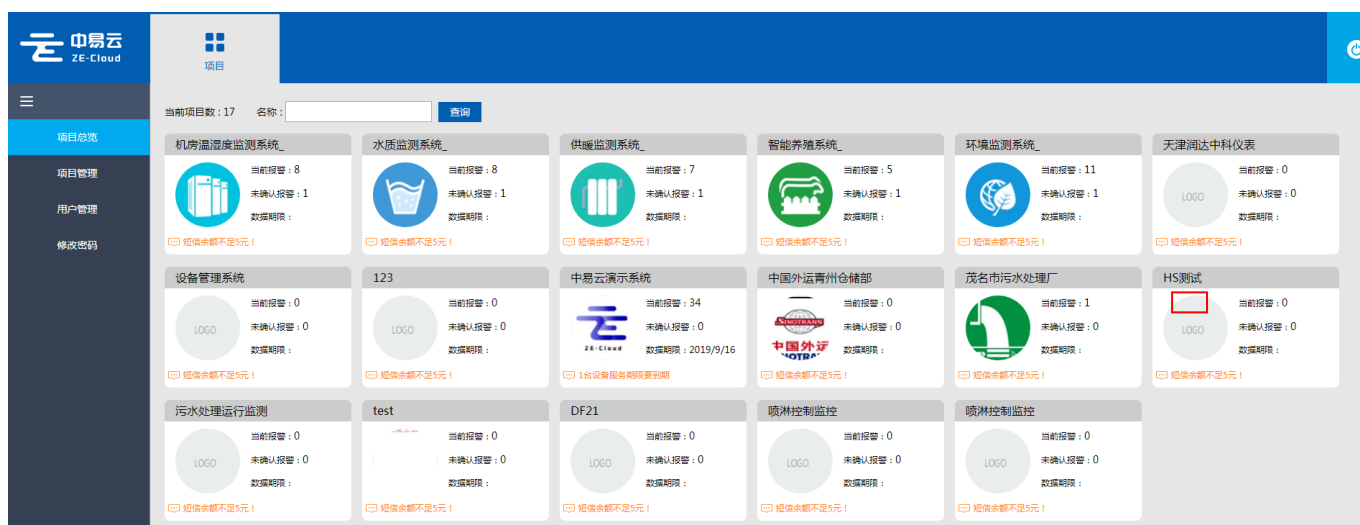 中易云
ZE-Cloud
项目
当前项目数：17 名称： 查询
项目总览
项目管理
用户管理
修改密码
机房温湿度监测系统_
当前报警：8
未确认报警：1
数据期限：
短信余额不足5元！
水质监测系统_
当前报警：8
未确认报警：1
数据期限：
短信余额不足5元！
供暖监测系统_
当前报警：7
未确认报警：1
数据期限：
短信余额不足5元！
智能养殖系统_
当前报警：5
未确认报警：1
数据期限：
短信余额不足5元！
环境监测系统_
当前报警：11
未确认报警：1
数据期限：
短信余额不足5元！
天津润达中科仪表
LOGO
当前报警：0
未确认报警：0
数据期限：
短信余额不足5元！
设备管理系统
LOGO
当前报警：0
未确认报警：0
数据期限：
短信余额不足5元！
123
LOGO
当前报警：0
未确认报警：0
数据期限：
短信余额不足5元！
中易云演示系统
ZE-Cloud
当前报警：34
未确认报警：0
数据期限：2019/9/16
1台设备服务期限要到期
中国外运青州仓储部
SINOTRANS
中国外运
当前报警：0
未确认报警：0
数据期限：
短信余额不足5元！
茂名市污水处理厂
当前报警：1
未确认报警：0
数据期限：
短信余额不足5元！
HS测试
LOGO
当前报警：0
未确认报警：0
数据期限：
短信余额不足5元！
污水处理运行监测
LOGO
当前报警：0
未确认报警：0
数据期限：
短信余额不足5元！
test
当前报警：0
未确认报警：0
数据期限：
短信余额不足5元！
DF21
LOGO
当前报警：0
未确认报警：0
数据期限：
短信余额不足5元！
喷淋控制监控
LOGO
当前报警：0
未确认报警：0
数据期限：
短信余额不足5元！
喷淋控制监控
LOGO
当前报警：0
未确认报警：0
数据期限：
短信余额不足5元！